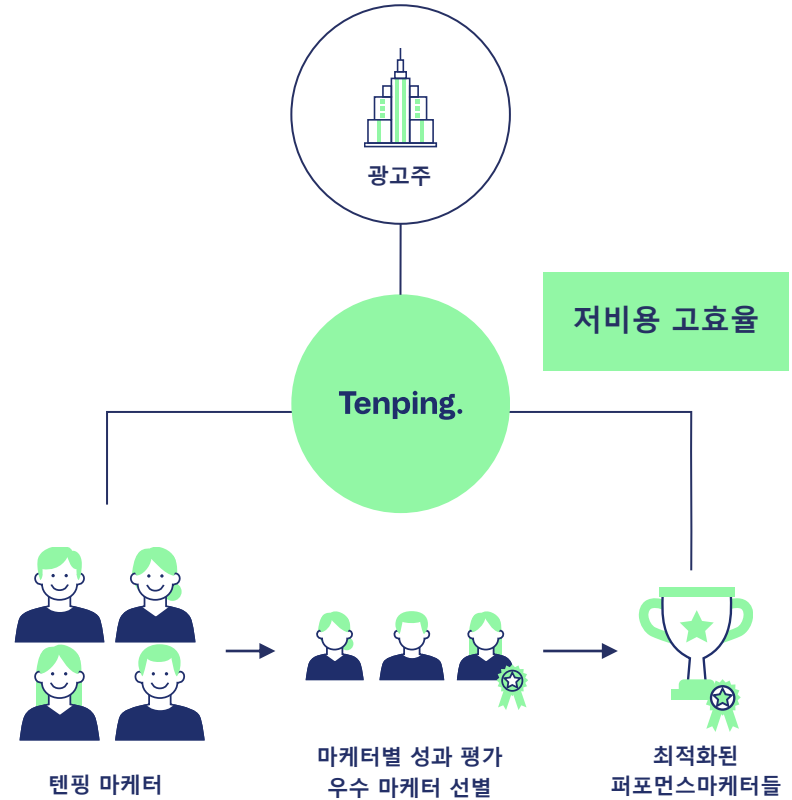 광고주
저비용 고효율
Tenping.
텐핑 마케터
마케터별 성과 평가
우수 마케터 선별
최적화된
퍼포먼스마케터들